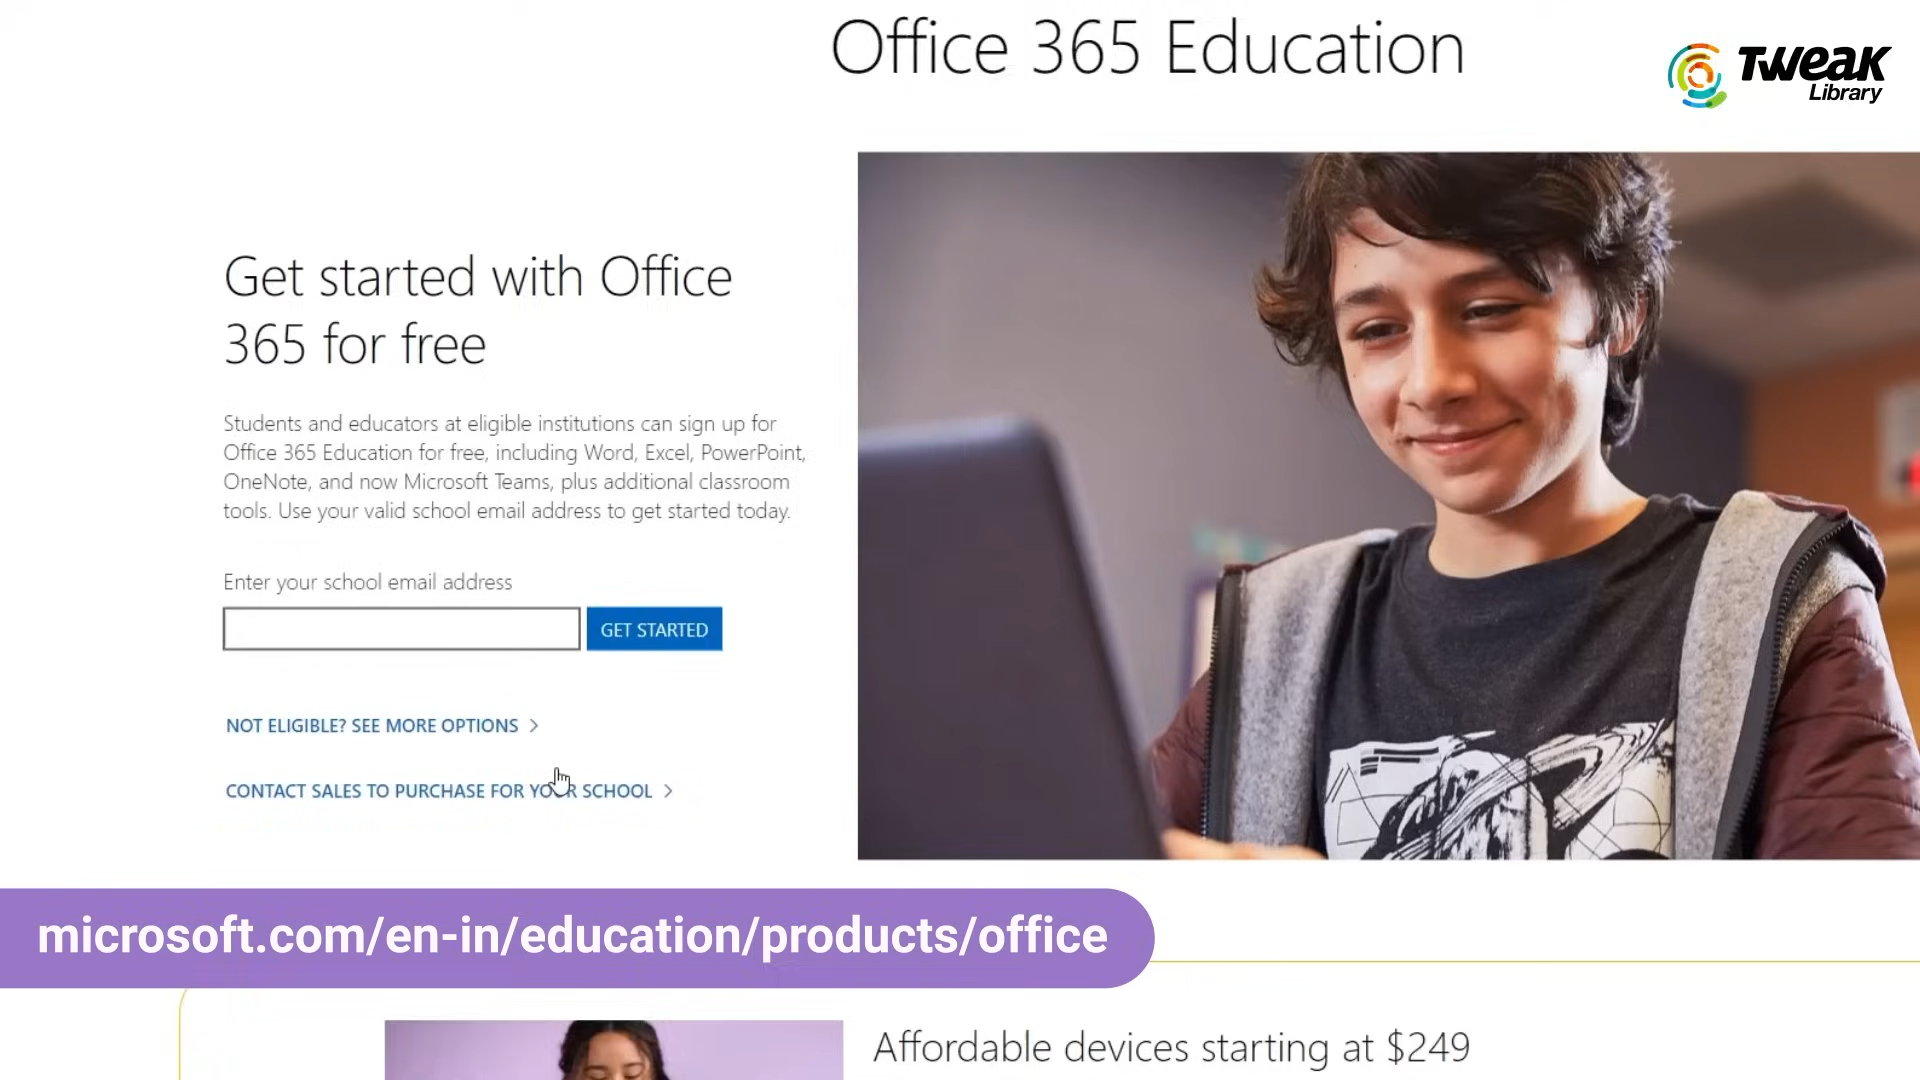 Office 365 Education
TWEAK
Library
Get started with Office
365 for free
Students and educators at eligible institutions can sign up for
Office 365 Education for free, including Word, Excel, PowerPoint,
OneNote, and now Microsoft Teams, plus additional classroom
tools. Use your valid school email address to get started today.
Enter your school email address
GET STARTED
NOT ELIGIBLE? SEE MORE OPTIONS
CONTACT SALES TO PURCHASE FOR YOUR SCHOOL
microsoft.com/en-in/education/products/office
Affordable devices starting at $249